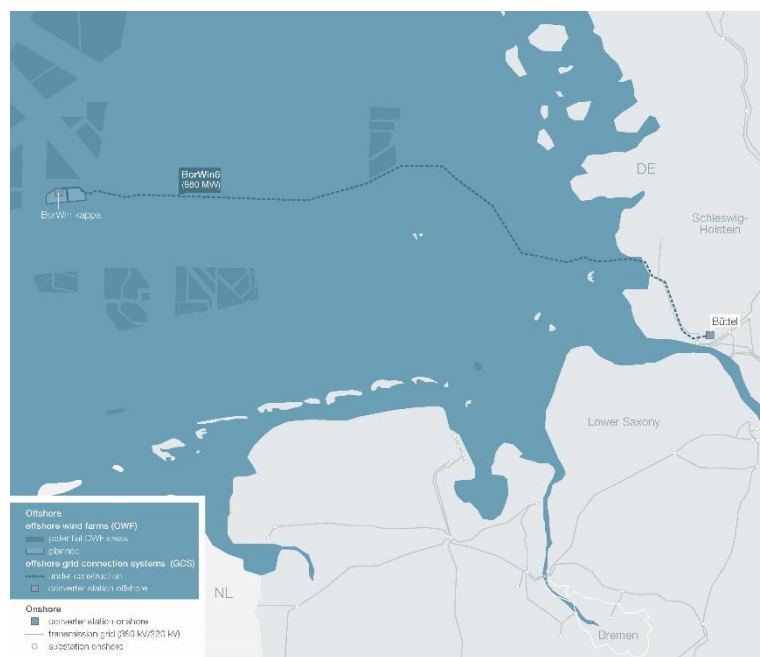 BorWin6
(980 MW)
BorWin kappa
DE
Schleswig-
Holstein
Büttel
Lower Saxony
NL
Bremen
Offshore
offshore wind farms (OWF)
potential OWF areas
planned
offshore grid connection systems (GCS)
under construction
converter station offshore
Onshore
converter station onshore
transmission grid (380 kV/220 kV)
substation onshore